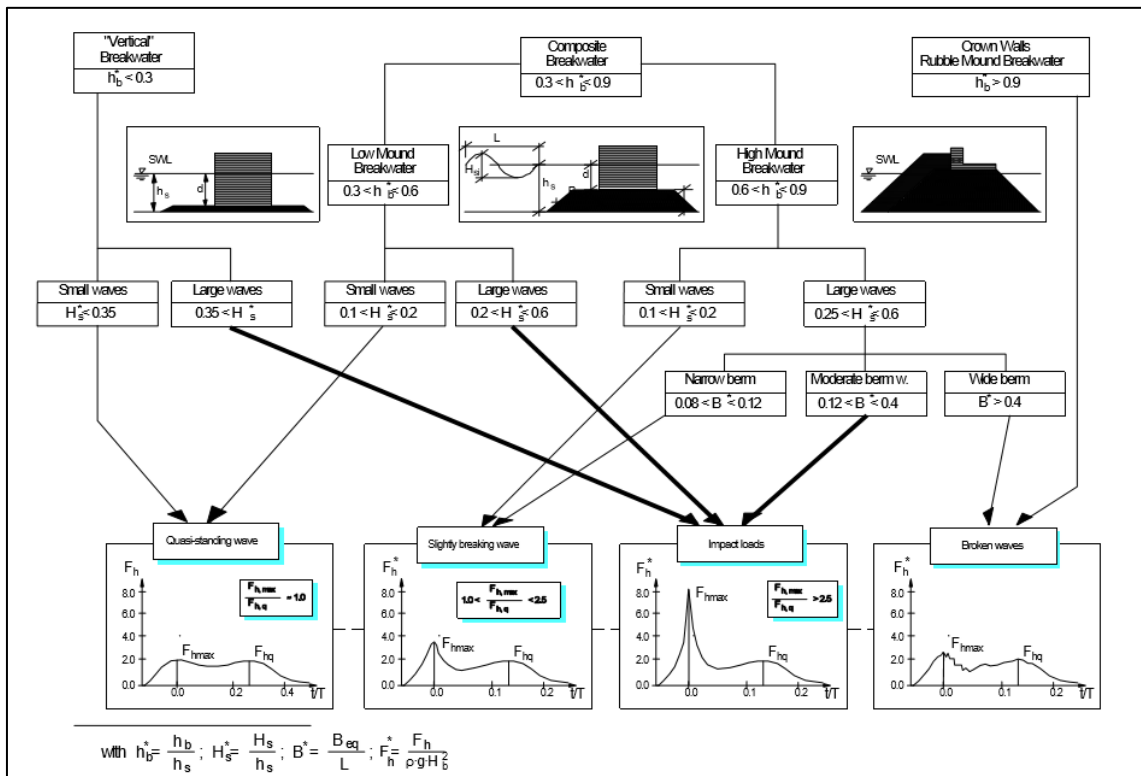 "Vertical"
Breakwater
h*b < 0.3
Composite
Breakwater
0.3 < h*b < 0.9
Crown Walls
Rubble Mound Breakwater
h*b > 0.9
SWL
hs
d
Low Mound
Breakwater
0.3 < h*b < 0.6
L
Hsi
hs
d
High Mound
Breakwater
0.6 < h*b < 0.9
SWL
Small waves
H*s < 0.35
Large waves
0.35 < H*s
Small waves
0.1 < H*s < 0.2
Large waves
0.2 < H*s < 0.6
Small waves
0.1 < H*s < 0.2
Large waves
0.25 < H*s < 0.6
Narrow berm
0.08 < B* < 0.12
Moderate berm w.
0.12 < B* < 0.4
Wide berm
B* > 0.4
Quasi-standing wave
Fh
Fh,max / Fh,q = 1.0
8.0
6.0
4.0
2.0
0.0
Fhmax
Fhq
0.0 0.2 0.4 t/T
Slightly breaking wave
F*h
1.0 < Fh,max / Fh,q < 2.5
8.0
6.0
4.0
2.0
0.0
Fhmax
Fhq
0.0 0.1 0.2 t/T
Impact loads
F*h
Fh,max / Fh,q > 2.5
8.0
6.0
4.0
2.0
0.0
Fhmax
Fhq
0.0 0.1 0.2 t/T
Broken waves
F*h
8.0
6.0
4.0
2.0
0.0
Fhmax
Fhq
0.0 0.1 0.2 t/T
with h*b = hb / hs ; H*s = Hs / hs ; B* = Beq / L ; F*h = Fh / ρ·g·H²b